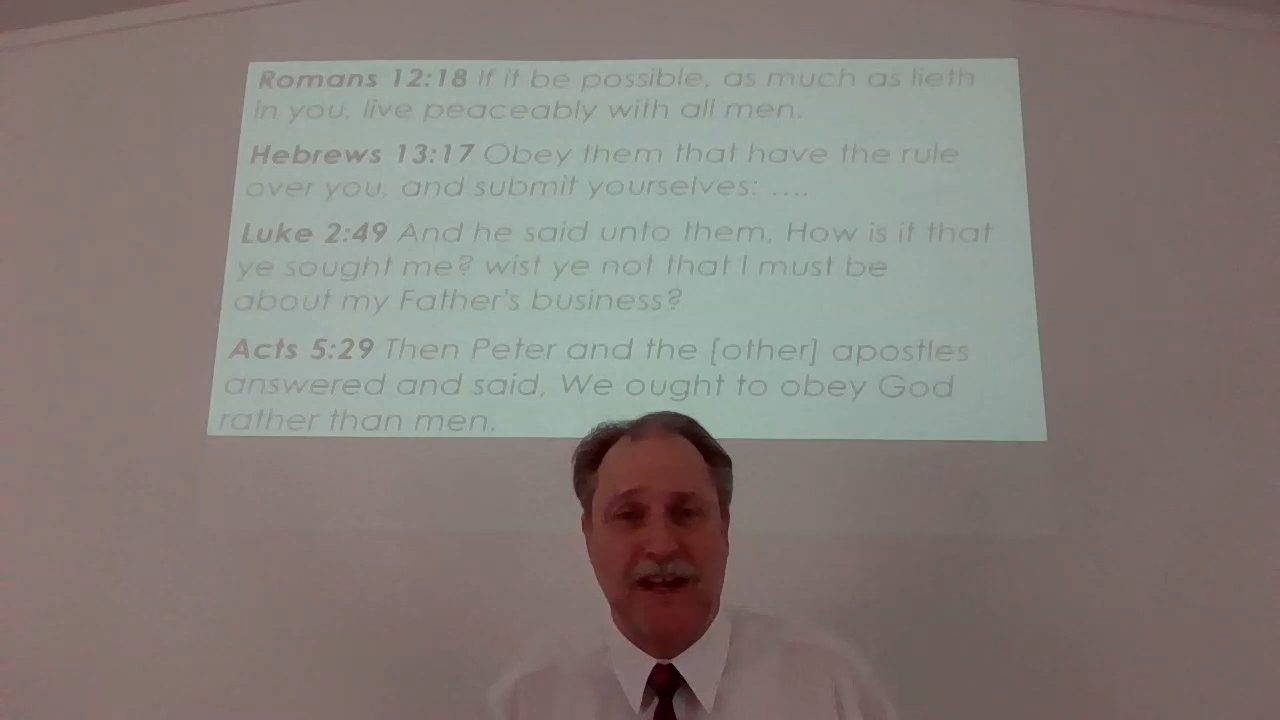 Romans 12:18 If it be possible, as much as lieth
in you, live peaceably with all men.
Hebrews 13:17 Obey them that have the rule
over you, and submit yourselves: ....
Luke 2:49 And he said unto them, How is it that
ye sought me? wist ye not that I must be
about my Father's business?
Acts 5:29 Then Peter and the [other] apostles
answered and said, We ought to obey God
rather than men.